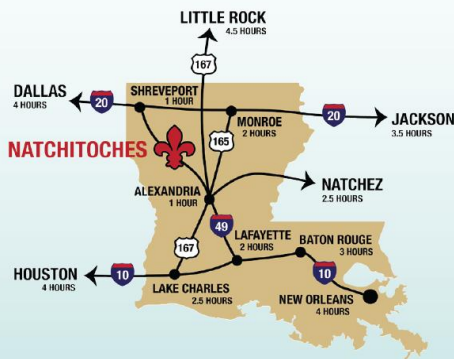 LITTLE ROCK
4.5 HOURS
167
DALLAS
4 HOURS
20
SHREVEPORT
1 HOUR
MONROE
2 HOURS
20
JACKSON
3.5 HOURS
NATCHITOCHES
165
ALEXANDRIA
1 HOUR
NATCHEZ
2.5 HOURS
49
167
LAFAYETTE
2 HOURS
BATON ROUGE
3 HOURS
HOUSTON
4 HOURS
10
LAKE CHARLES
2.5 HOURS
10
NEW ORLEANS
4 HOURS